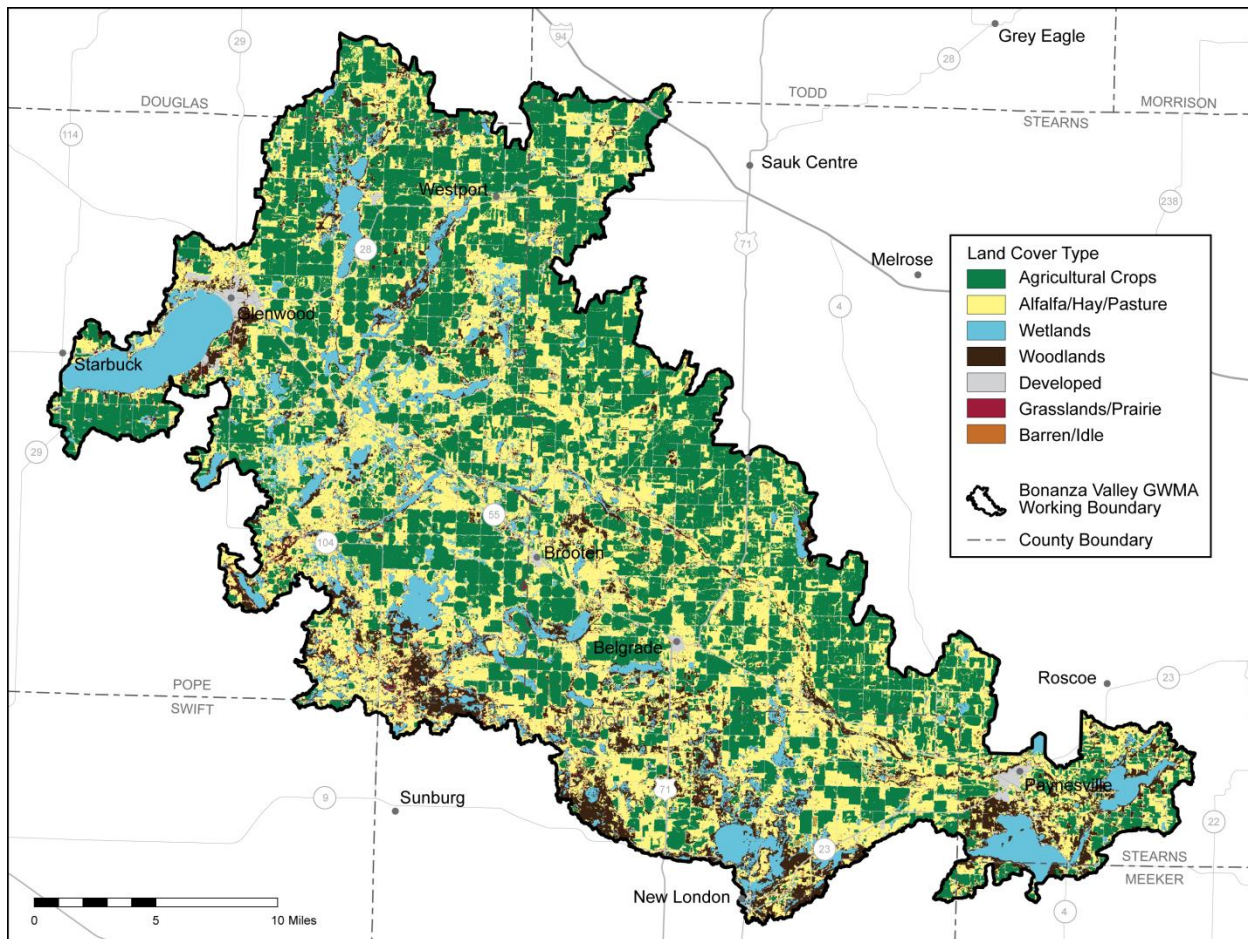 Grey Eagle
29
94
28
DOUGLAS
TODD
MORRISON
STEARNS
114
Sauk Centre
Westport
238
28
71
Melrose
Land Cover Type
Agricultural Crops
Alfalfa/Hay/Pasture
Wetlands
Woodlands
Developed
Grasslands/Prairie
Barren/Idle
Bonanza Valley GWMA
Working Boundary
County Boundary
4
Glenwood
Starbuck
29
55
104
Brooten
Belgrade
POPE
SWIFT
Roscoe
23
71
Paynesville
9
Sunburg
22
23
STEARNS
MEEKER
New London
4
0
5
10 Miles